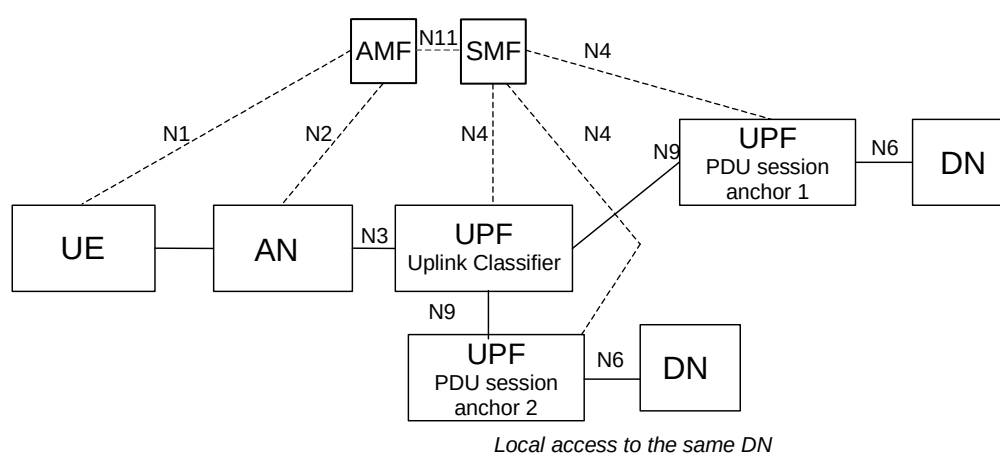 AMF
N11
SMF
N4
N1
N2
N4
N4
UPF
PDU session
anchor 1
N9
N6
DN
UE
AN
N3
UPF
Uplink Classifier
N9
UPF
PDU session
anchor 2
N6
DN
Local access to the same DN